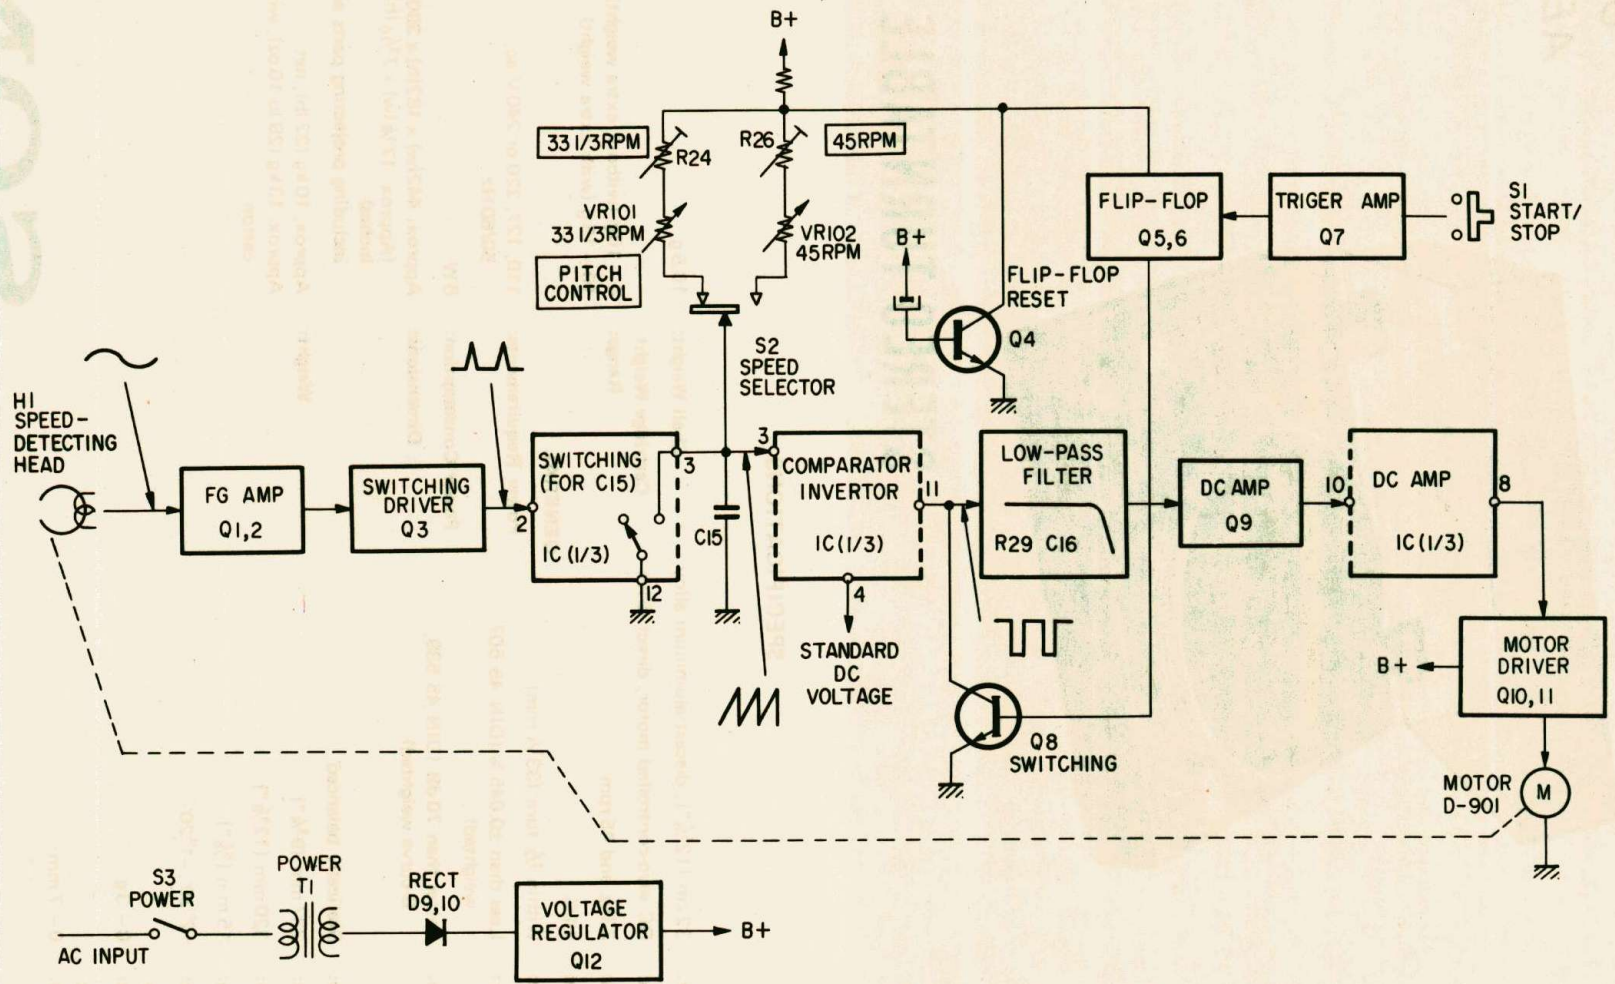 B+
33 1/3RPM
R24
R26
45RPM
VR101
33 1/3RPM
VR102
45RPM
PITCH
CONTROL
S2
SPEED
SELECTOR
B+
FLIP-FLOP
RESET
Q4
FLIP-FLOP
Q5,6
TRIGER AMP
Q7
S1
START/
STOP
H1
SPEED-
DETECTING
HEAD
FG AMP
Q1,2
SWITCHING
DRIVER
Q3
2
SWITCHING
(FOR C15)
IC(1/3)
12
3
C15
3
COMPARATOR
INVERTOR
IC(1/3)
11
4
STANDARD
DC
VOLTAGE
LOW-PASS
FILTER
R29 C16
DC AMP
Q9
10
DC AMP
IC(1/3)
8
Q8
SWITCHING
B+
MOTOR
DRIVER
Q10,11
MOTOR
D-901
M
S3
POWER
AC INPUT
POWER
T1
RECT
D9,10
VOLTAGE
REGULATOR
Q12
B+